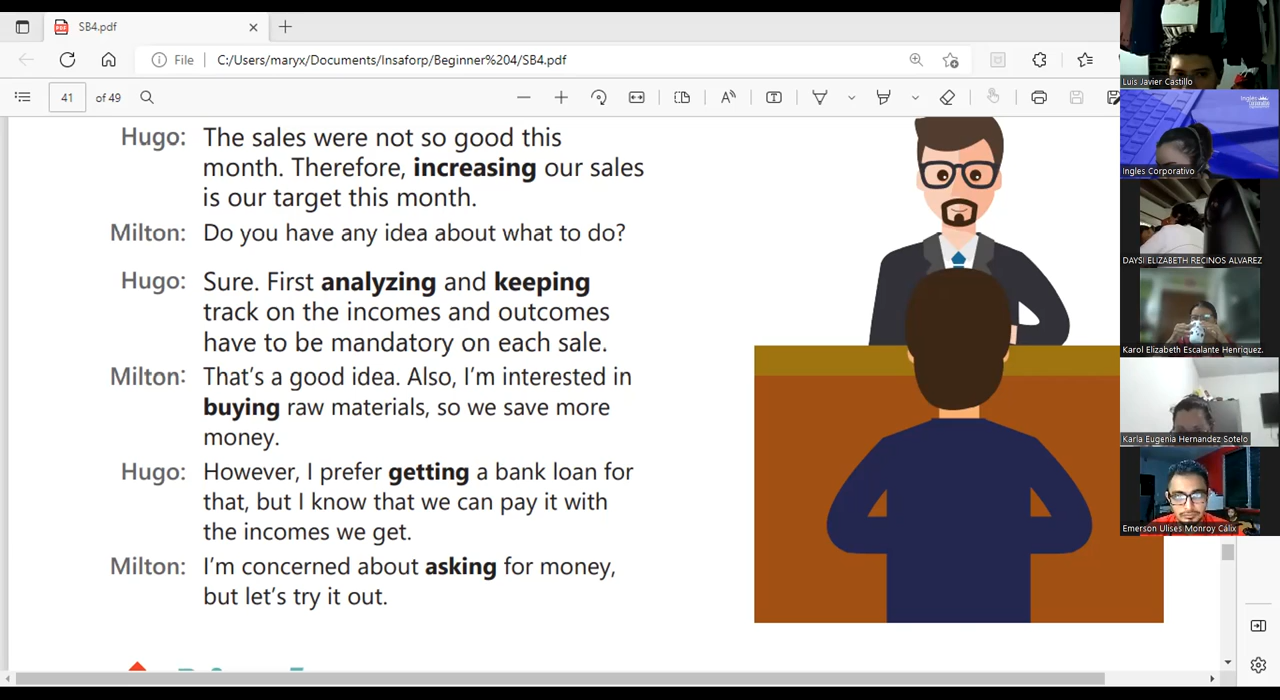 SB4.pdf
File C:/Users/maryx/Documents/Insaforp/Beginner%204/SB4.pdf
41 of 49
Hugo: The sales were not so good this
month. Therefore, increasing our sales
is our target this month.
Milton: Do you have any idea about what to do?
Hugo: Sure. First analyzing and keeping
track on the incomes and outcomes
have to be mandatory on each sale.
Milton: That's a good idea. Also, I'm interested in
buying raw materials, so we save more
money.
Hugo: However, I prefer getting a bank loan for
that, but I know that we can pay it with
the incomes we get.
Milton: I'm concerned about asking for money,
but let's try it out.
Luis Javier Castillo
Ingles Corporativo
DAYSI ELIZABETH RECINOS ALVAREZ
Karol Elizabeth Escalante Henriquez.
Karla Eugenia Hernandez Sotelo
Emerson Ulises Monroy Cálix